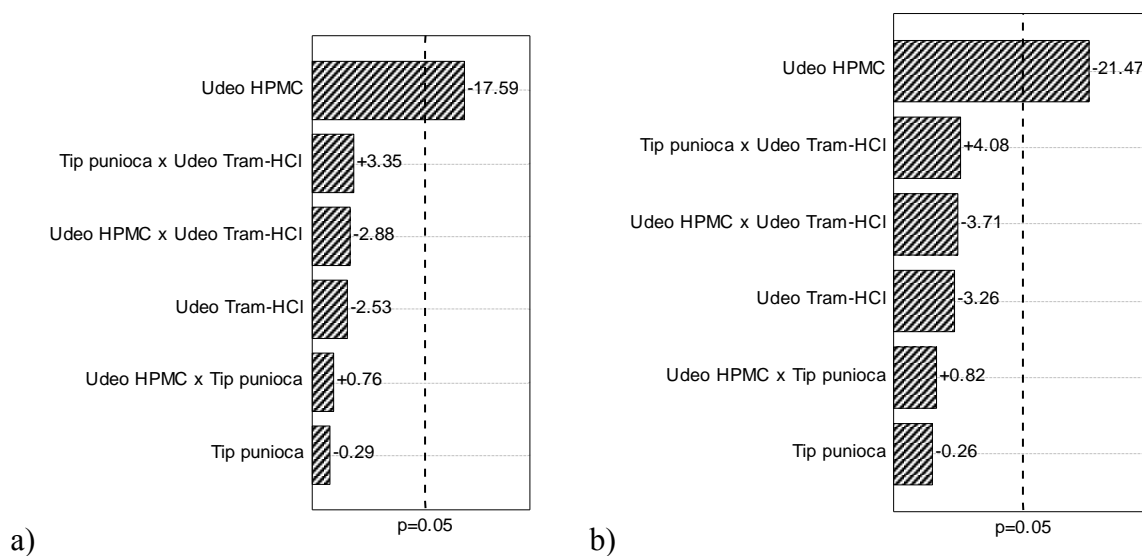 Udeo HPMC
-17.59
Tip punioca x Udeo Tram-HCl
+3.35
Udeo HPMC x Udeo Tram-HCl
-2.88
Udeo Tram-HCl
-2.53
Udeo HPMC x Tip punioca
+0.76
Tip punioca
-0.29
p=0.05
a)
Udeo HPMC
-21.47
Tip punioca x Udeo Tram-HCl
+4.08
Udeo HPMC x Udeo Tram-HCl
-3.71
Udeo Tram-HCl
-3.26
Udeo HPMC x Tip punioca
+0.82
Tip punioca
-0.26
p=0.05
b)